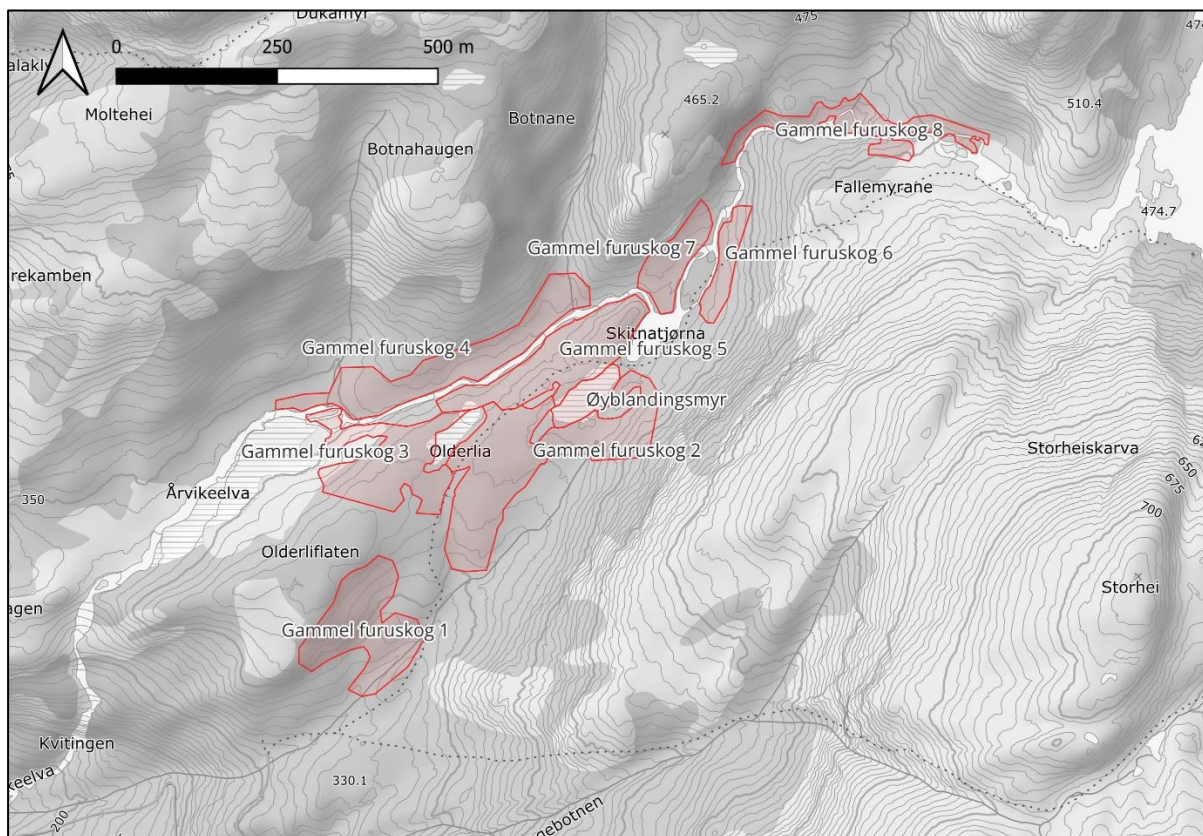 Dukamyr
475
474
alakl
0
250
500 m
Moltehei
465.2
510.4
Botnane
Gammel furuskog 8
Botnahaugen
Fallemyrane
474.7
Gammel furuskog 7
Gammel furuskog 6
rekamben
Skitnatjørna
Gammel furuskog 4
Gammel furuskog 5
Øyblandingsmyr
Gammel furuskog 3
Olderlia
Gammel furuskog 2
Storheiskarva
650
675
700
Årvikeelva
350
Olderliflaten
Storhei
agen
Gammel furuskog 1
Kvitingen
keelva
200
330.1
nebotnen